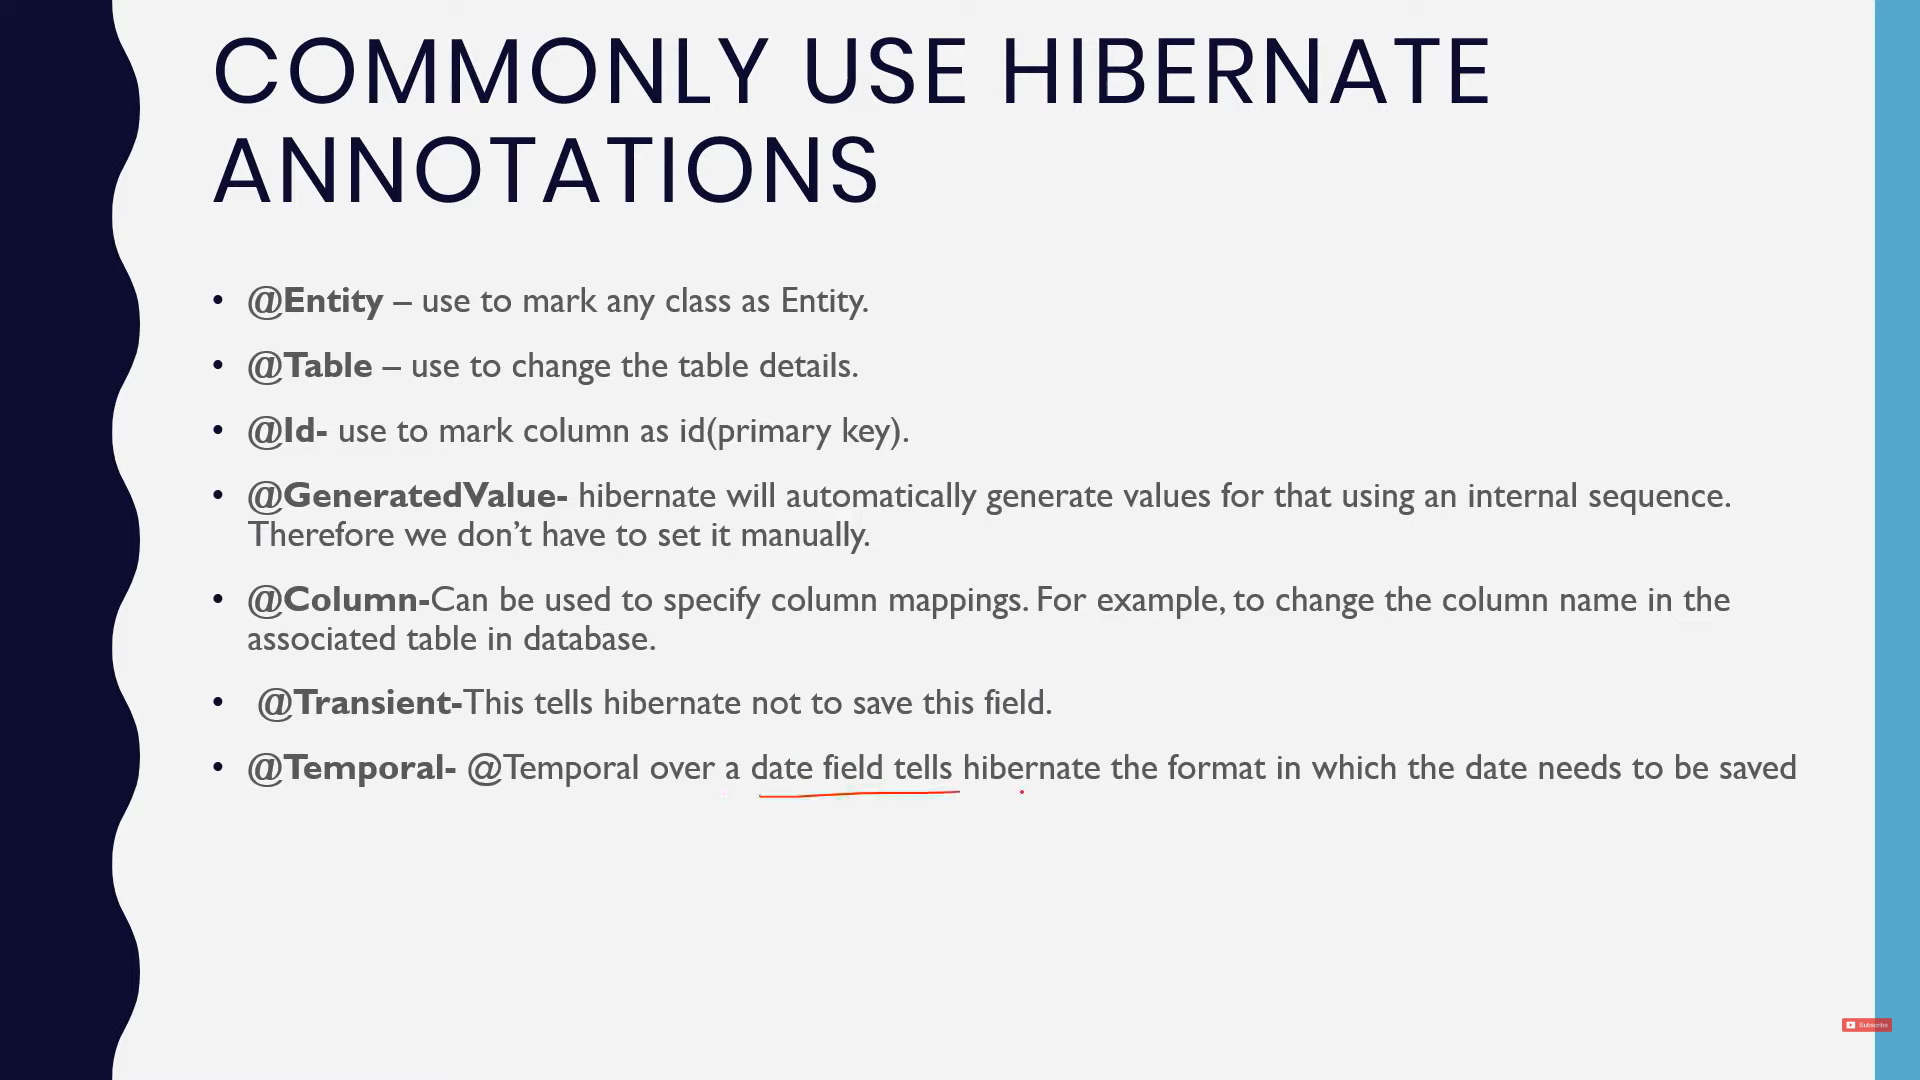 COMMONLY USE HIBERNATE
ANNOTATIONS
• @Entity – use to mark any class as Entity.
• @Table – use to change the table details.
• @Id- use to mark column as id(primary key).
• @GeneratedValue- hibernate will automatically generate values for that using an internal sequence.
Therefore we don’t have to set it manually.
• @Column-Can be used to specify column mappings. For example, to change the column name in the
associated table in database.
• @Transient-This tells hibernate not to save this field.
• @Temporal- @Temporal over a date field tells hibernate the format in which the date needs to be saved
Subscribe